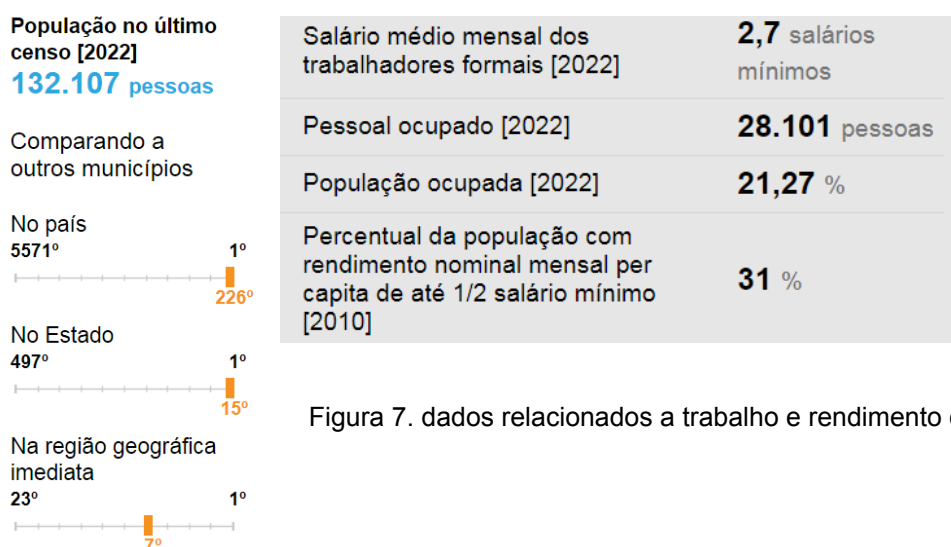 População no último
censo [2022]
132.107 pessoas
Comparando a
outros municípios
No país
5571º 1º
226º
No Estado
497º 1º
15º
Na região geográfica
imediata
23º 1º
7º
Salário médio mensal dos
trabalhadores formais [2022]
2,7 salários
mínimos
Pessoal ocupado [2022]
28.101 pessoas
População ocupada [2022]
21,27 %
Percentual da população com
rendimento nominal mensal per
capita de até 1/2 salário mínimo
[2010]
31 %
Figura 7. dados relacionados a trabalho e rendimento